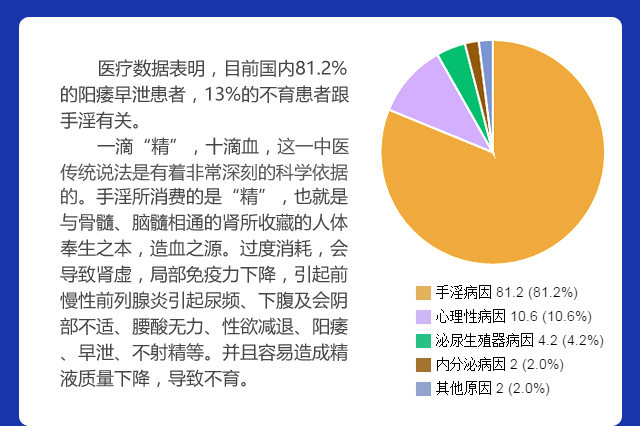 医疗数据表明，目前国内81.2%
的阳痿早泄患者，13%的不育患者跟
手淫有关。
一滴“精”，十滴血，这一中医
传统说法是有着非常深刻的科学依据
的。手淫所消费的是“精”，也就是
与骨髓、脑髓相通的肾所收藏的人体
奉生之本，造血之源。过度消耗，会
导致肾虚，局部免疫力下降，引起前
慢性前列腺炎引起尿频、下腹及会阴
部不适、腰酸无力、性欲减退、阳痿
、早泄、不射精等。并且容易造成精
液质量下降，导致不育。
手淫病因 81.2 (81.2%)
心理性病因 10.6 (10.6%)
泌尿生殖器病因 4.2 (4.2%)
内分泌病因 2 (2.0%)
其他原因 2 (2.0%)